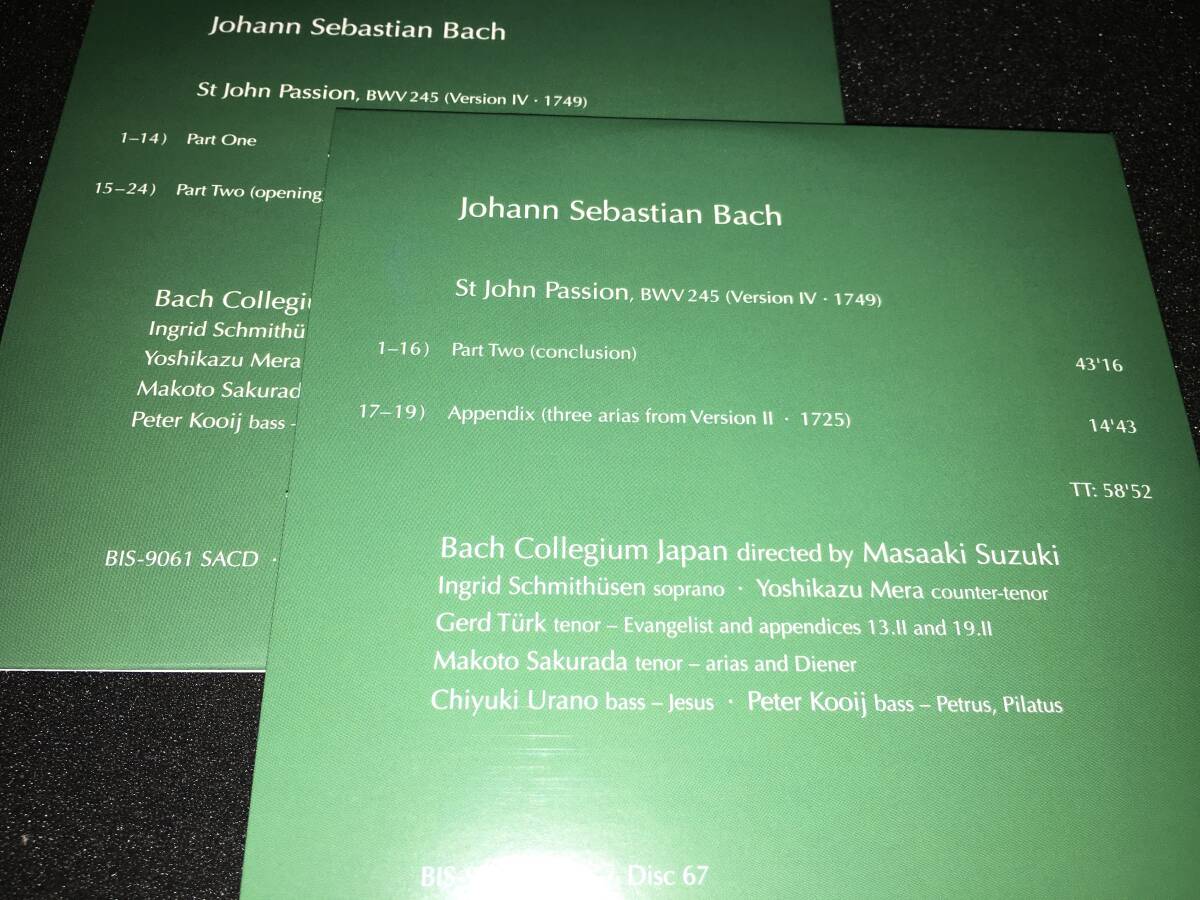 Johann Sebastian Bach
St John Passion, BWV 245 (Version IV · 1749)
1–14) Part One
15–24) Part Two (opening
Bach
Ingrid
Yoshikazu Mera
Makoto
Peter Kooij bass –
BIS-9061 SACD ·
Johann Sebastian Bach
St John Passion, BWV 245 (Version IV · 1749)
1–16) Part Two (conclusion) 43'16
17–19) Appendix (three arias from Version II · 1725) 14'43
TT: 58'52
Bach Collegium Japan directed by Masaaki Suzuki
Ingrid Schmithüsen soprano · Yoshikazu Mera counter-tenor
Gerd Türk tenor – Evangelist and appendices 13.II and 19.II
Makoto Sakurada tenor – arias and Diener
Chiyuki Urano bass – Jesus · Peter Kooij bass – Petrus, Pilatus
Disc 67